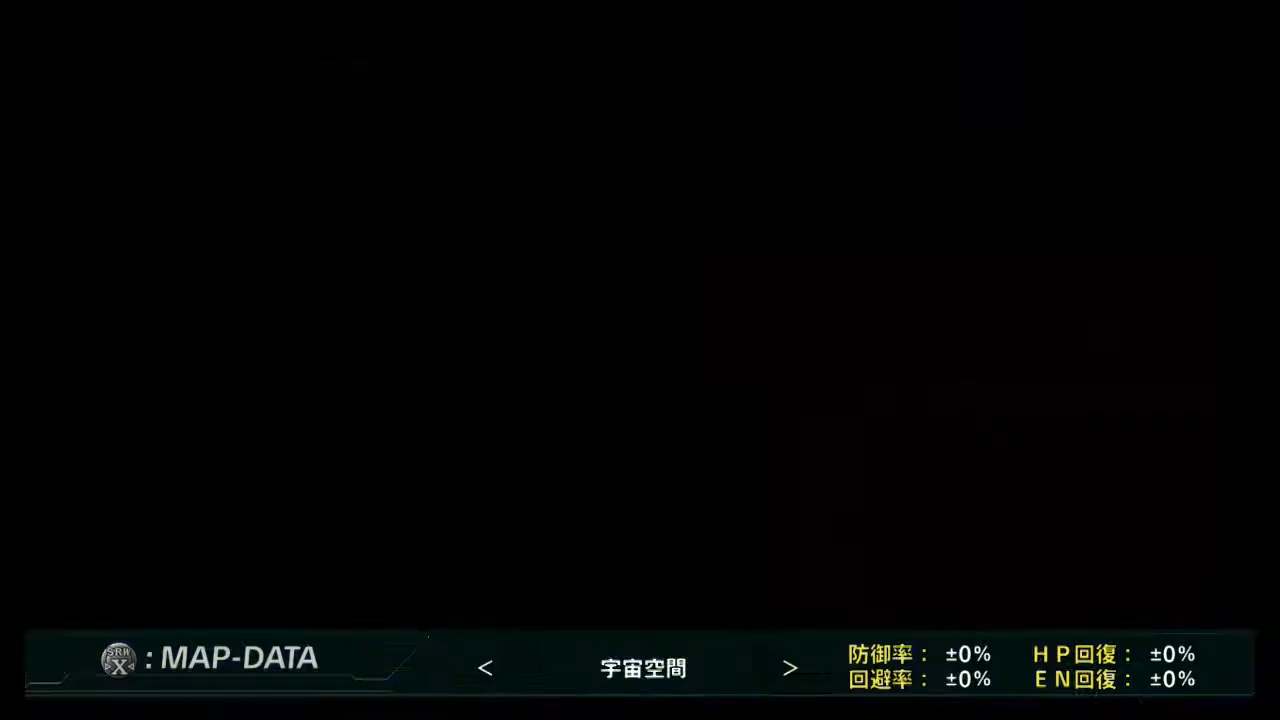 SRW X : MAP-DATA
< 宇宙空間 >
防御率： ±0% ＨＰ回復： ±0%
回避率： ±0% ＥＮ回復： ±0%